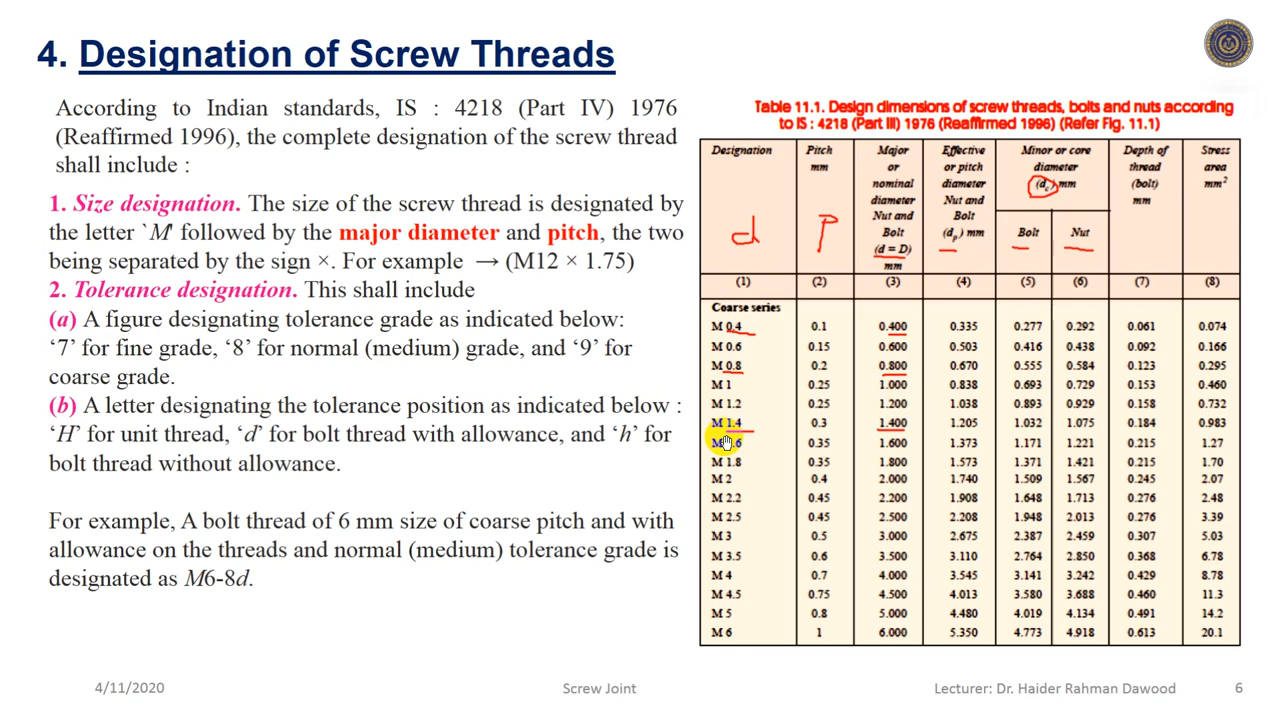 4. Designation of Screw Threads
According to Indian standards, IS : 4218 (Part IV) 1976
(Reaffirmed 1996), the complete designation of the screw thread
shall include :
1. Size designation. The size of the screw thread is designated by
the letter `M' followed by the major diameter and pitch, the two
being separated by the sign ×. For example → (M12 × 1.75)
2. Tolerance designation. This shall include
(a) A figure designating tolerance grade as indicated below:
‘7’ for fine grade, ‘8’ for normal (medium) grade, and ‘9’ for
coarse grade.
(b) A letter designating the tolerance position as indicated below :
‘H’ for unit thread, ‘d’ for bolt thread with allowance, and ‘h’ for
bolt thread without allowance.
For example, A bolt thread of 6 mm size of coarse pitch and with
allowance on the threads and normal (medium) tolerance grade is
designated as M6-8d.
Table 11.1. Design dimensions of screw threads, bolts and nuts according
to IS : 4218 (Part III) 1976 (Reaffirmed 1996) (Refer Fig. 11.1)
Designation Pitch Major Effective Minor or core Depth of Stress
mm or or pitch diameter thread area
nominal diameter (dc) mm (bolt) mm²
diameter Nut and mm
Nut and Bolt
d P Bolt (dp) mm Bolt Nut
(d = D)
mm
(1) (2) (3) (4) (5) (6) (7) (8)
Coarse series
M 0.4 0.1 0.400 0.335 0.277 0.292 0.061 0.074
M 0.6 0.15 0.600 0.503 0.416 0.438 0.092 0.166
M 0.8 0.2 0.800 0.670 0.555 0.584 0.123 0.295
M 1 0.25 1.000 0.838 0.693 0.729 0.153 0.460
M 1.2 0.25 1.200 1.038 0.893 0.929 0.158 0.732
M 1.4 0.3 1.400 1.205 1.032 1.075 0.184 0.983
M 1.6 0.35 1.600 1.373 1.171 1.221 0.215 1.27
M 1.8 0.35 1.800 1.573 1.371 1.421 0.215 1.70
M 2 0.4 2.000 1.740 1.509 1.567 0.245 2.07
M 2.2 0.45 2.200 1.908 1.648 1.713 0.276 2.48
M 2.5 0.45 2.500 2.208 1.948 2.013 0.276 3.39
M 3 0.5 3.000 2.675 2.387 2.459 0.307 5.03
M 3.5 0.6 3.500 3.110 2.764 2.850 0.368 6.78
M 4 0.7 4.000 3.545 3.141 3.242 0.429 8.78
M 4.5 0.75 4.500 4.013 3.580 3.688 0.460 11.3
M 5 0.8 5.000 4.480 4.019 4.134 0.491 14.2
M 6 1 6.000 5.350 4.773 4.918 0.613 20.1
4/11/2020 Screw Joint Lecturer: Dr. Haider Rahman Dawood 6